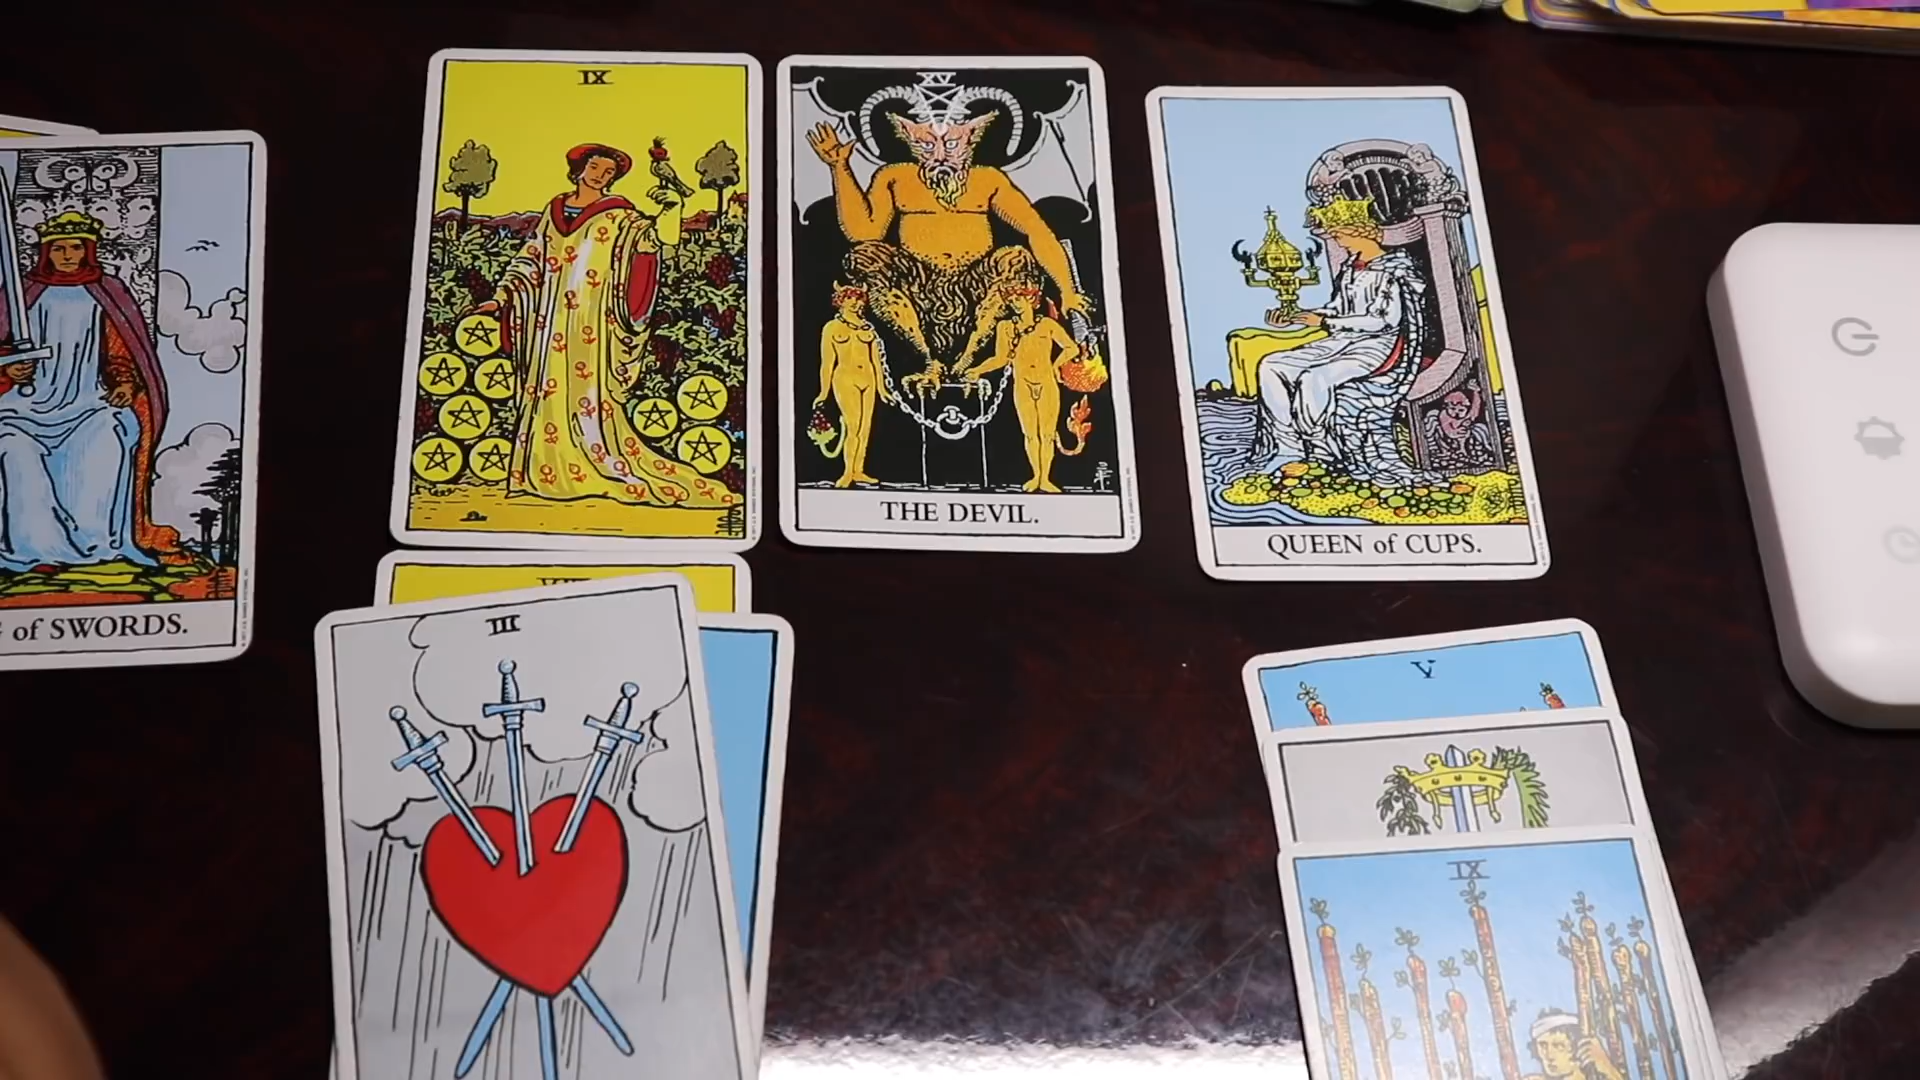 IX
XV
THE DEVIL.
QUEEN of CUPS.
of SWORDS.
III
V
IX